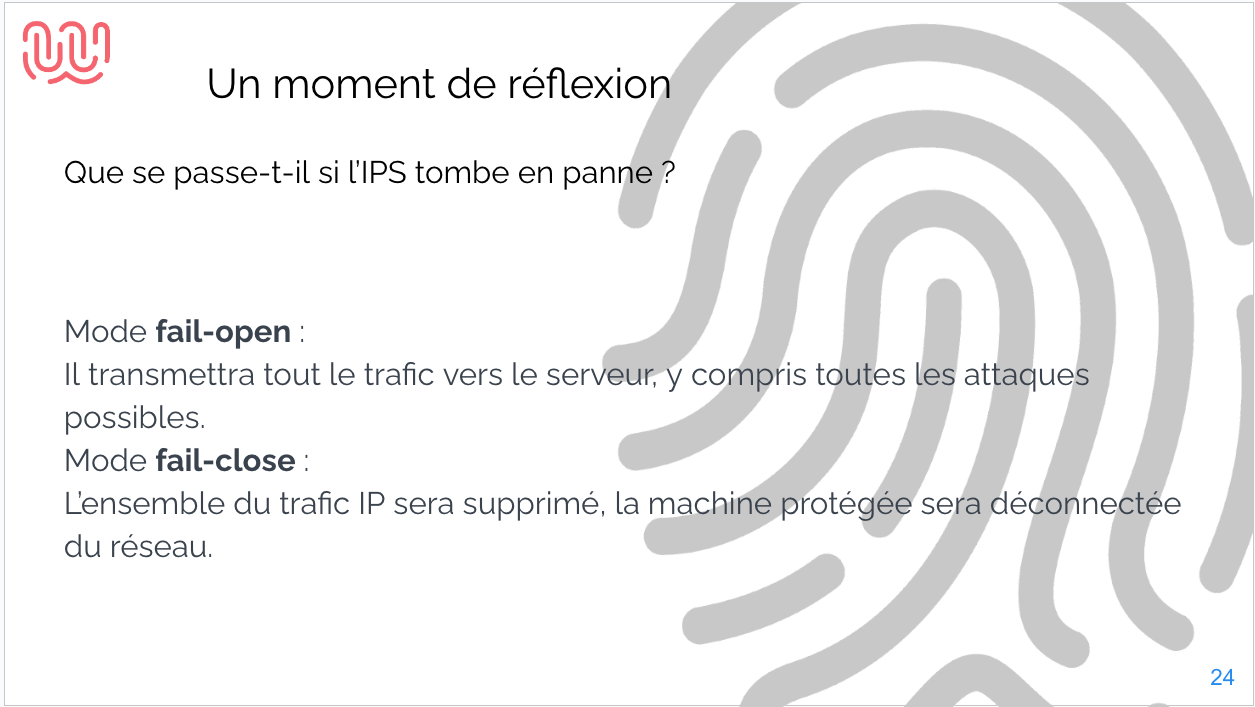 Un moment de réflexion
Que se passe-t-il si l’IPS tombe en panne ?
Mode fail-open :
Il transmettra tout le trafic vers le serveur, y compris toutes les attaques
possibles.
Mode fail-close :
L’ensemble du trafic IP sera supprimé, la machine protégée sera déconnectée
du réseau.
24